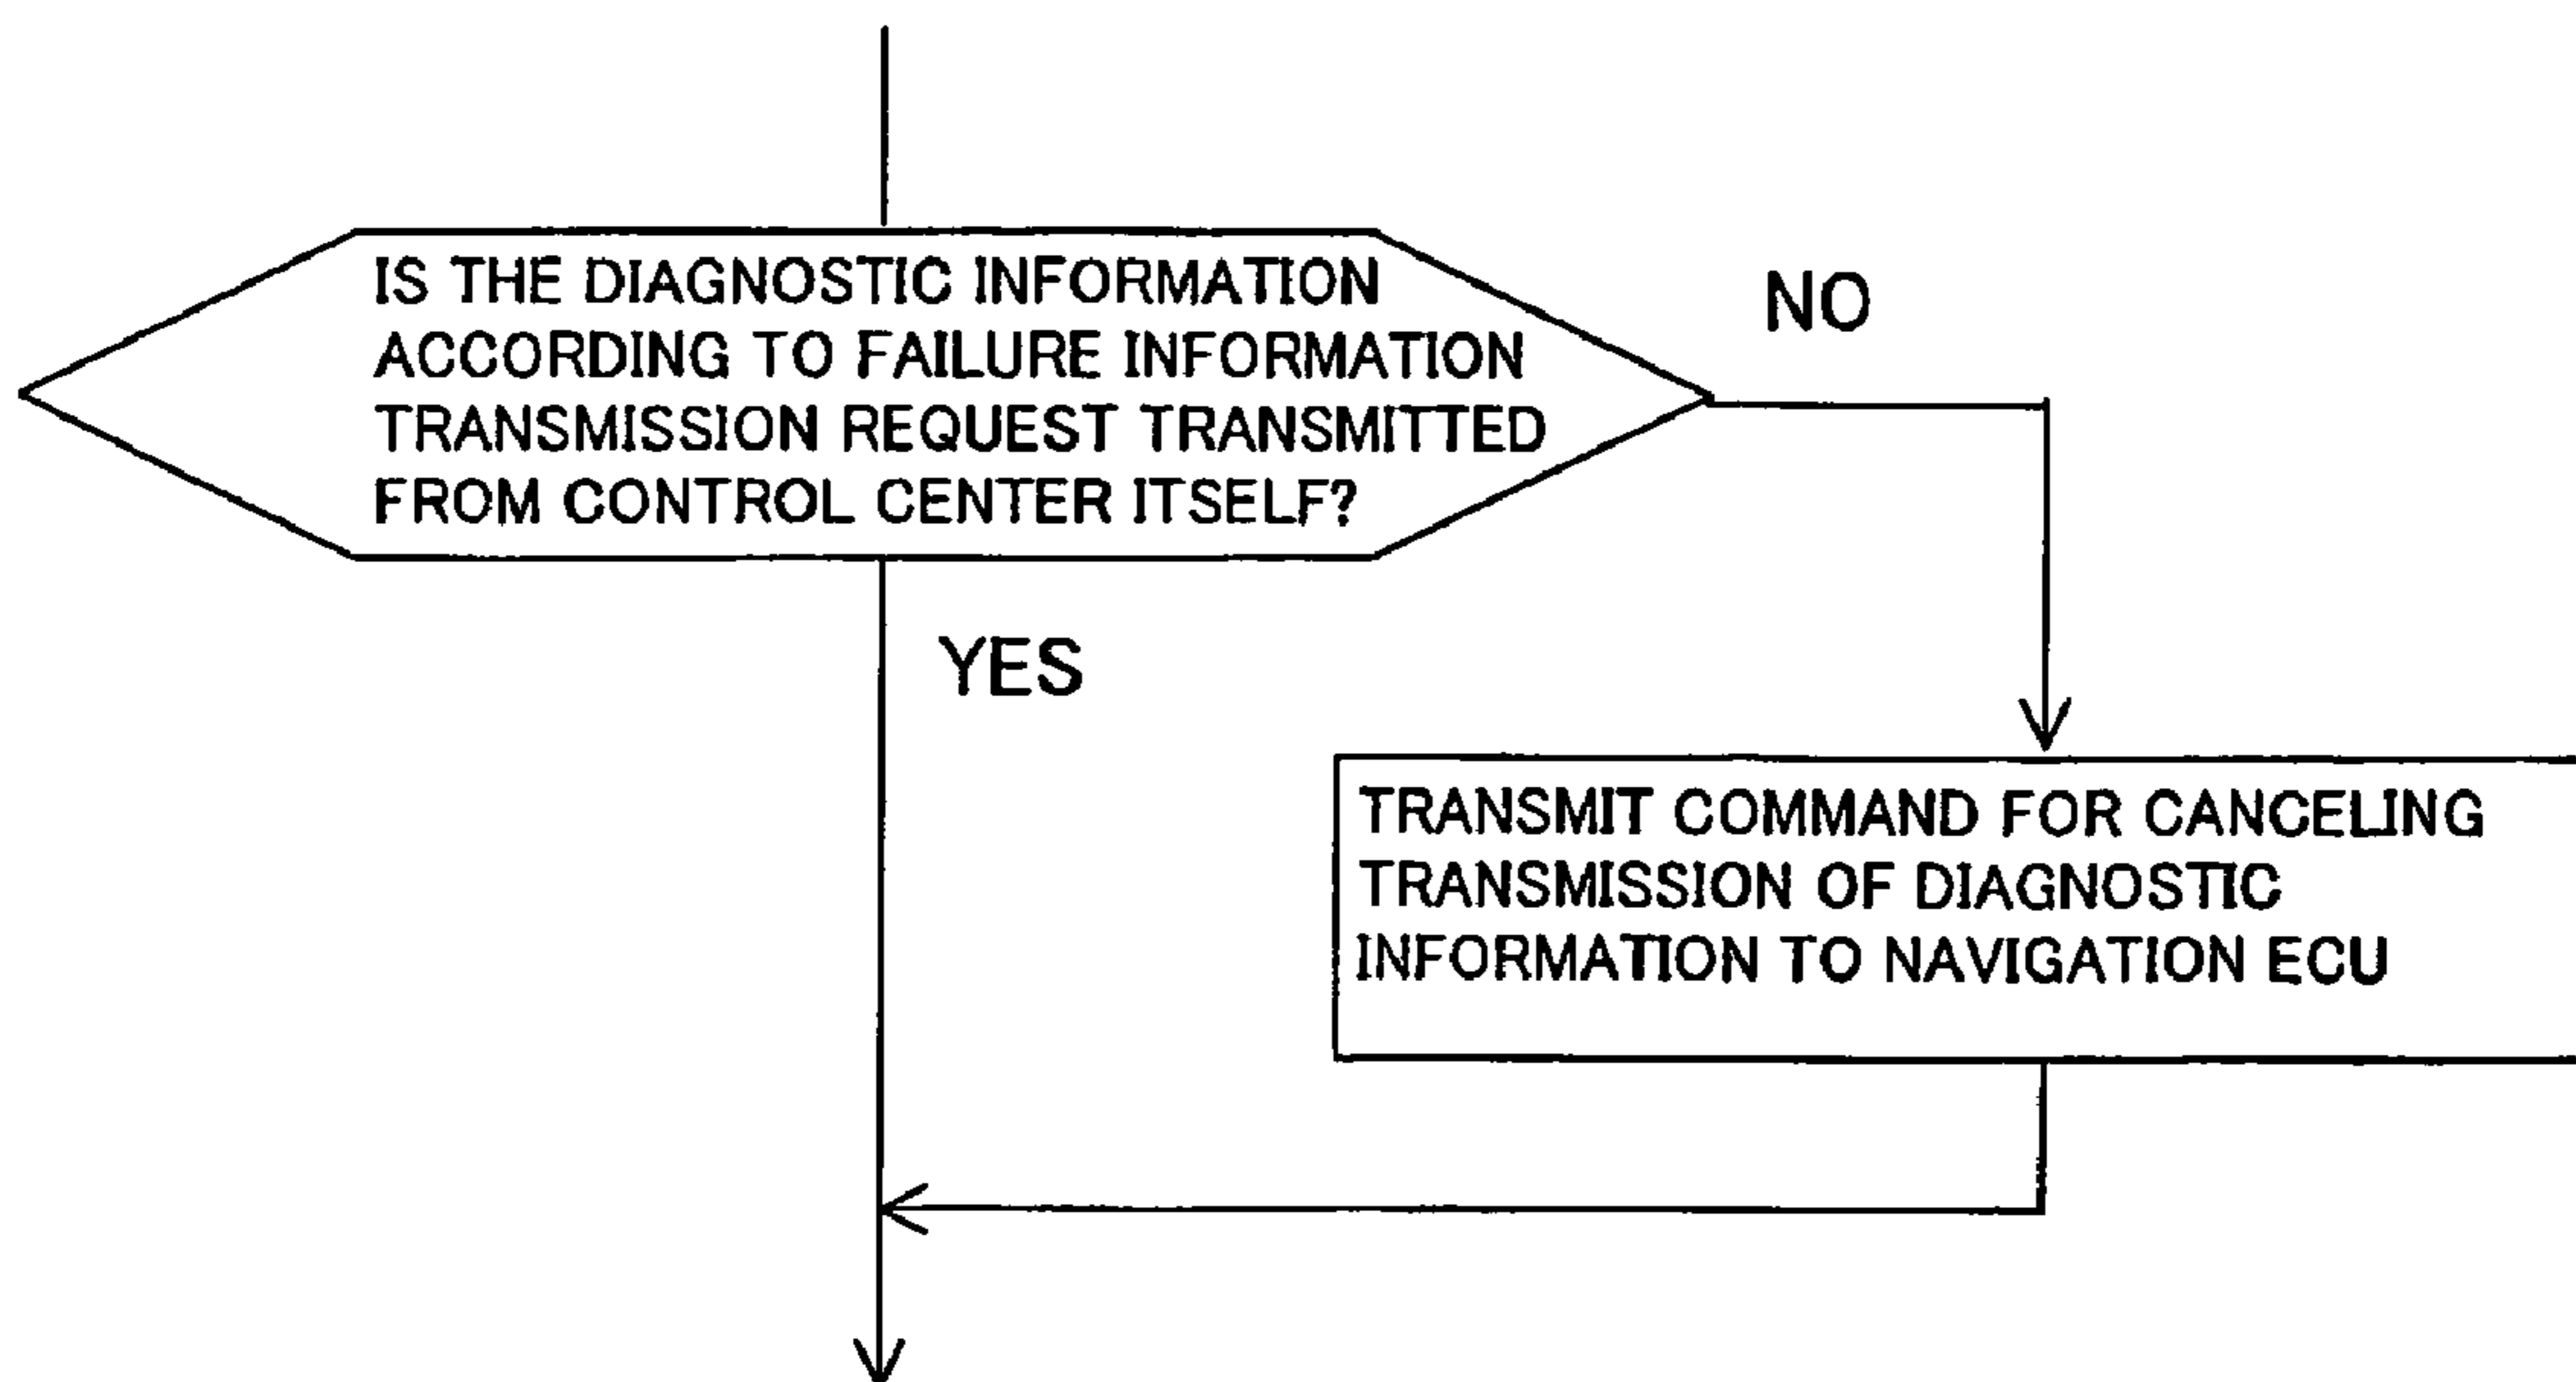 IS THE DIAGNOSTIC INFORMATION
ACCORDING TO FAILURE INFORMATION
TRANSMISSION REQUEST TRANSMITTED
FROM CONTROL CENTER ITSELF?
NO
YES
TRANSMIT COMMAND FOR CANCELING
TRANSMISSION OF DIAGNOSTIC
INFORMATION TO NAVIGATION ECU